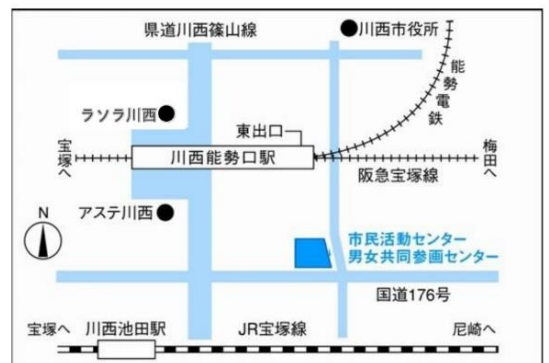 県道川西篠山線
●川西市役所
能勢電鉄
ラソラ川西●
東出口
宝塚へ
川西能勢口駅
梅田へ
阪急宝塚線
アステ川西●
N
市民活動センター
男女共同参画センター
国道176号
宝塚へ
川西池田駅
JR宝塚線
尼崎へ